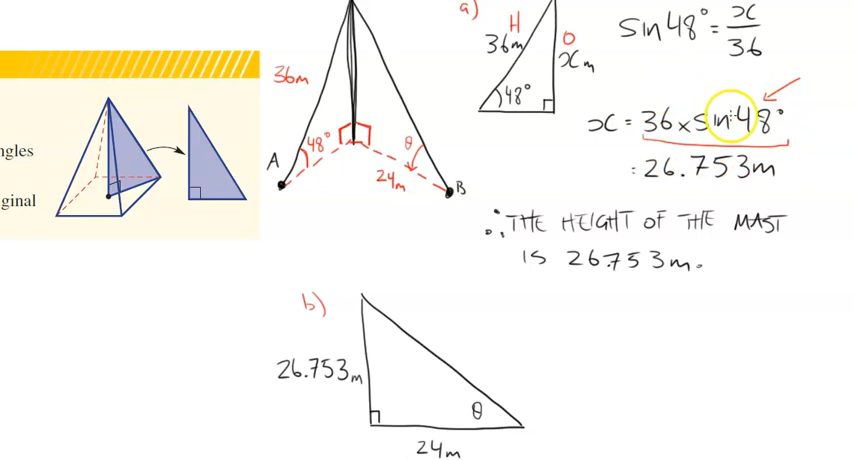 ngles
ginal
36m
A
48°
θ
24m
B
a)
H
36m
O
xm
48°
sin 48° = x/36
x = 36 × sin 48°
= 26.753m
∴ THE HEIGHT OF THE MAST
IS 26.753m.
b)
26.753m
θ
24m